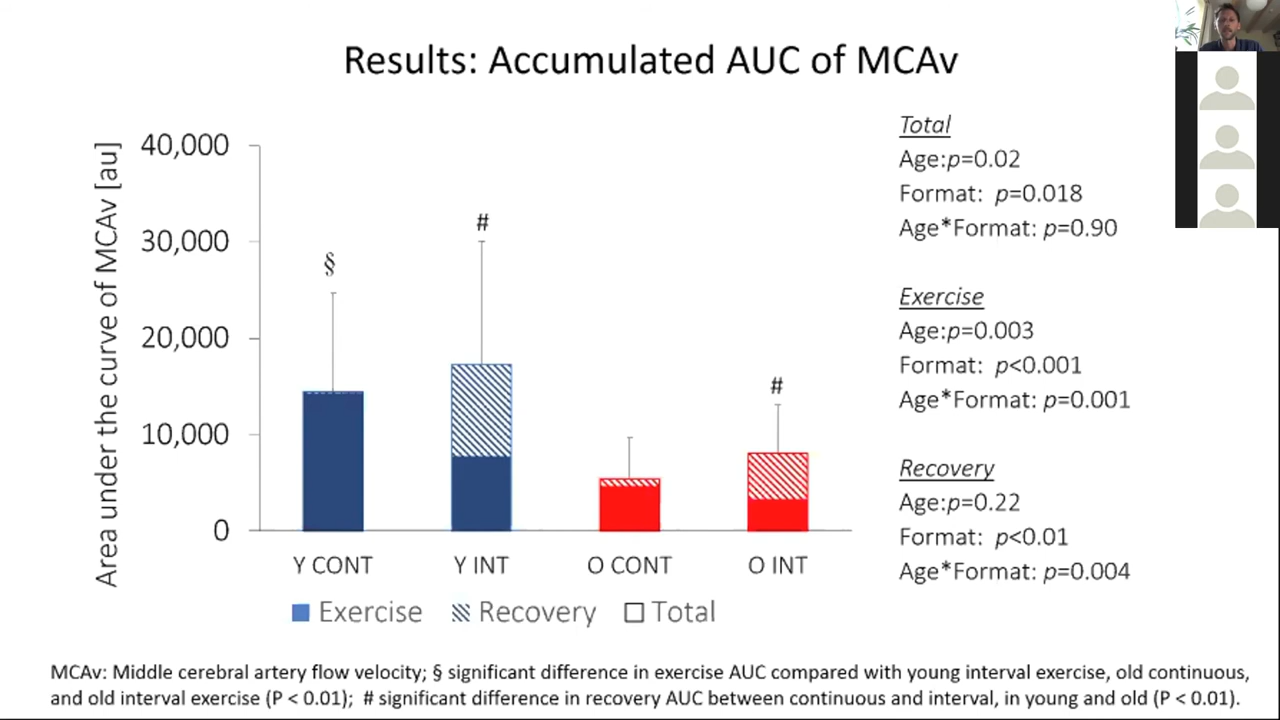 Results: Accumulated AUC of MCAv
Area under the curve of MCAv [au]
40,000
30,000
20,000
10,000
0
§
#
#
Y CONT
Y INT
O CONT
O INT
Exercise
Recovery
Total
Total
Age:p=0.02
Format: p=0.018
Age*Format: p=0.90
Exercise
Age:p=0.003
Format: p<0.001
Age*Format: p=0.001
Recovery
Age:p=0.22
Format: p<0.01
Age*Format: p=0.004
MCAv: Middle cerebral artery flow velocity; § significant difference in exercise AUC compared with young interval exercise, old continuous,
and old interval exercise (P < 0.01); # significant difference in recovery AUC between continuous and interval, in young and old (P < 0.01).